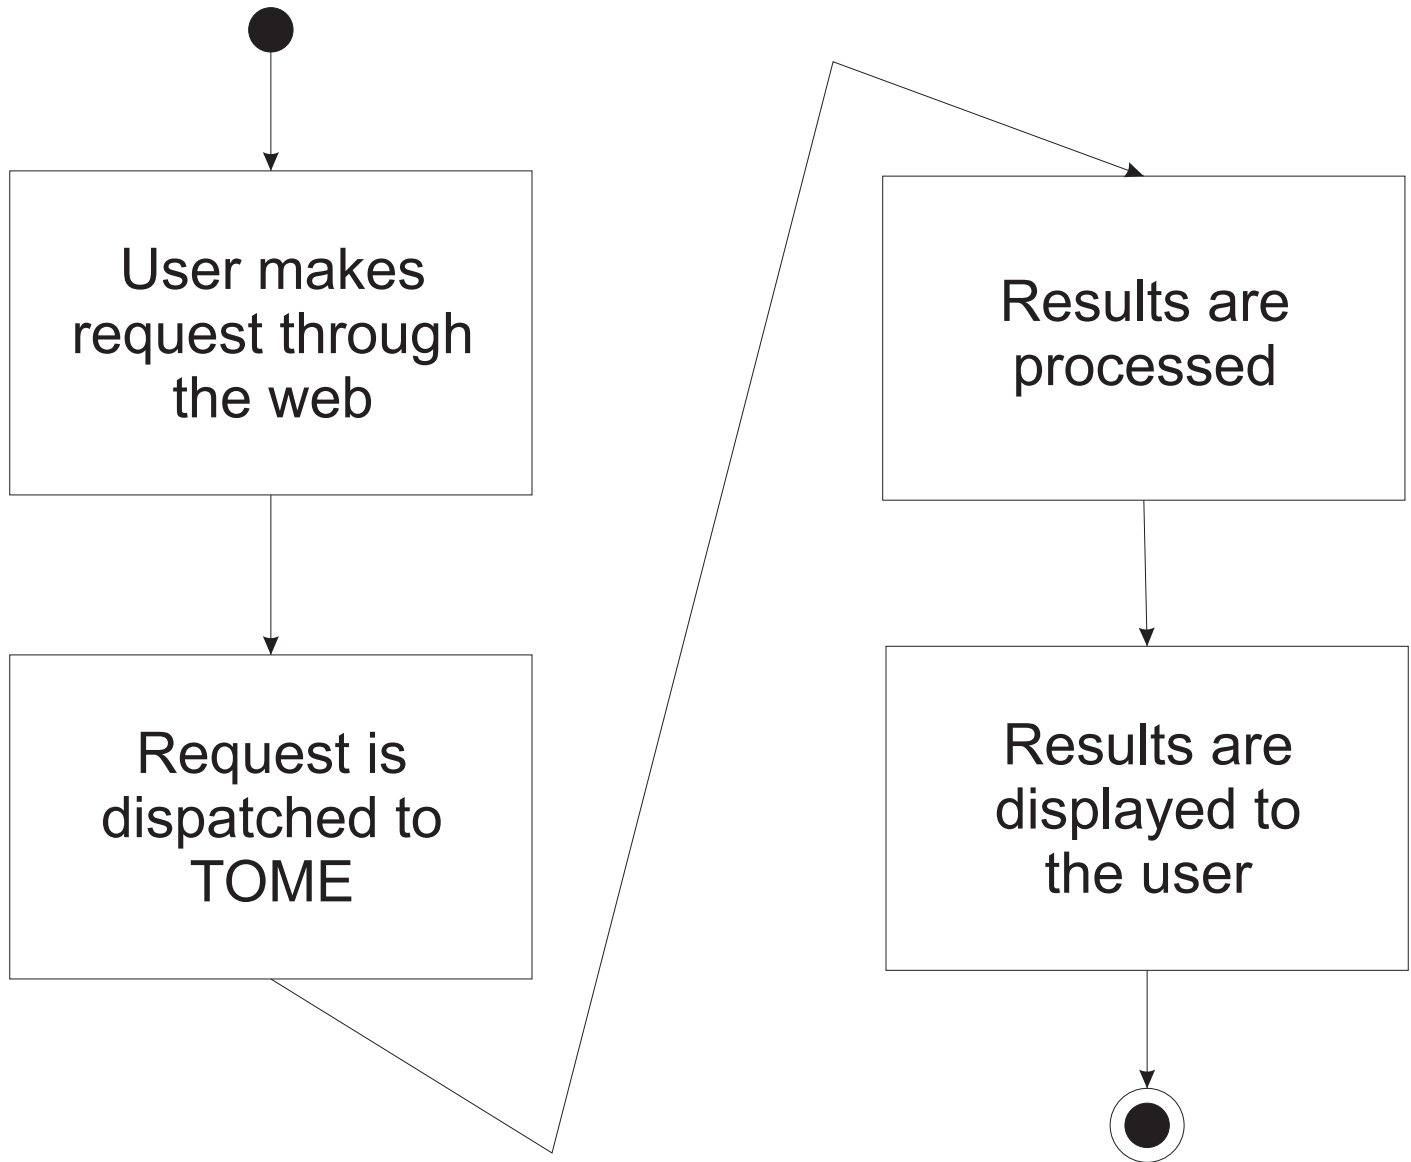 User makes
request through
the web
Request is
dispatched to
TOME
Results are
processed
Results are
displayed to
the user